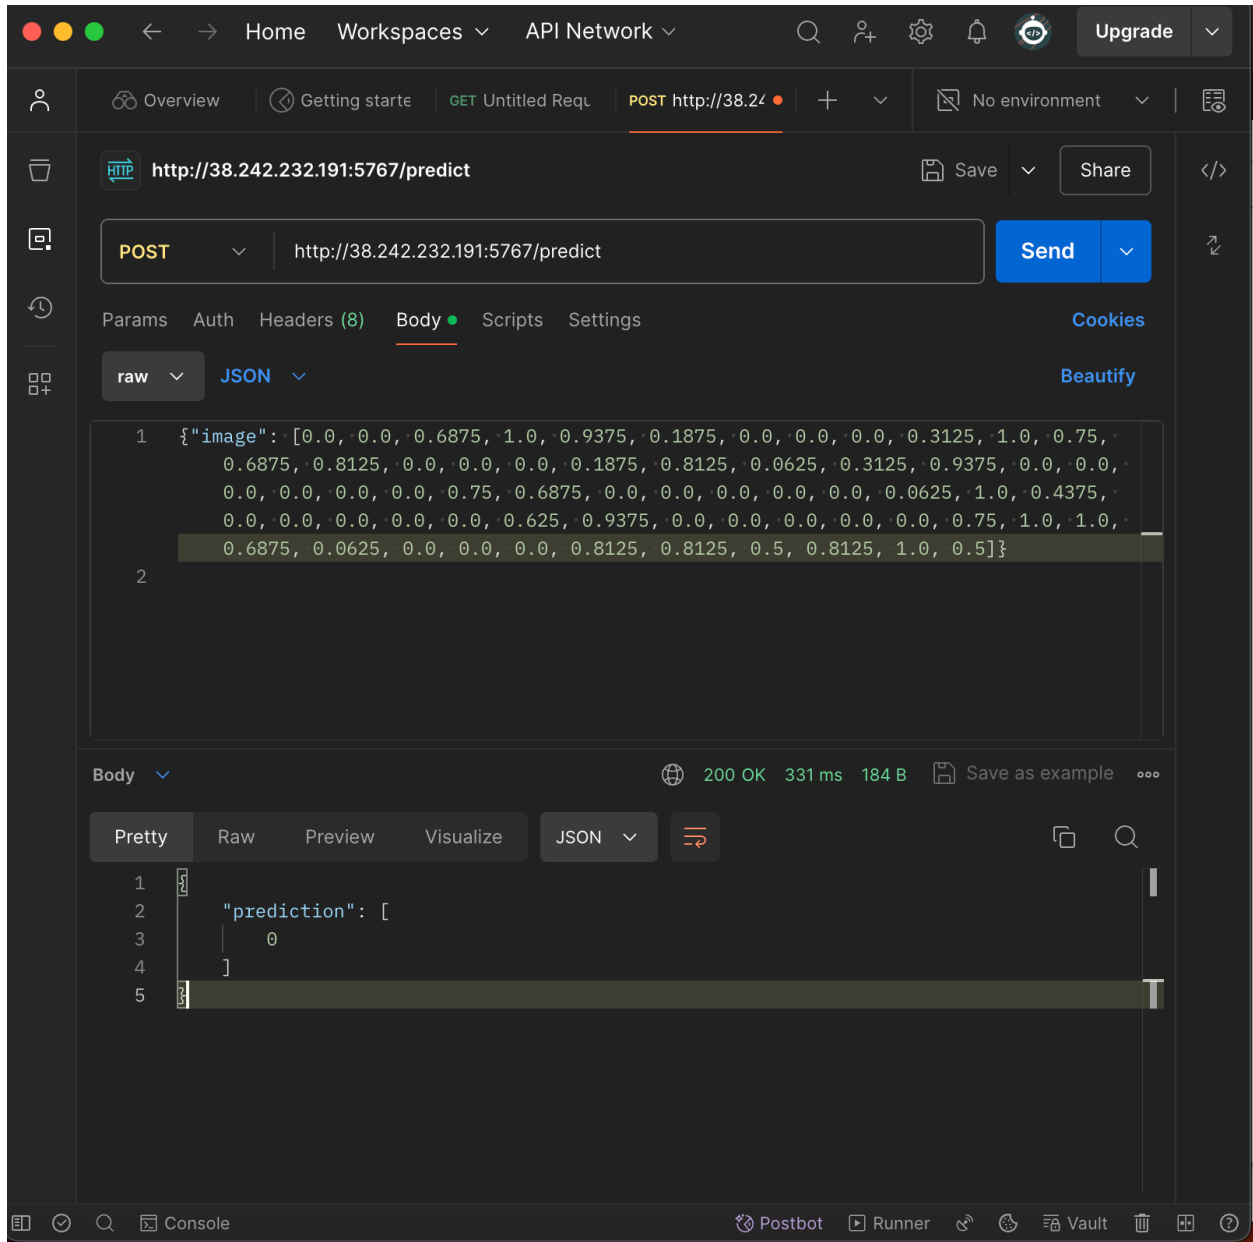 Home Workspaces API Network Upgrade
Overview Getting starte GET Untitled Requ POST http://38.24 No environment
HTTP http://38.242.232.191:5767/predict Save Share
POST http://38.242.232.191:5767/predict Send
Params Auth Headers (8) Body Scripts Settings Cookies
raw JSON Beautify
1 {"image": [0.0, 0.0, 0.6875, 1.0, 0.9375, 0.1875, 0.0, 0.0, 0.0, 0.3125, 1.0, 0.75,
0.6875, 0.8125, 0.0, 0.0, 0.0, 0.1875, 0.8125, 0.0625, 0.3125, 0.9375, 0.0, 0.0,
0.0, 0.0, 0.0, 0.0, 0.75, 0.6875, 0.0, 0.0, 0.0, 0.0, 0.0, 0.0625, 1.0, 0.4375,
0.0, 0.0, 0.0, 0.0, 0.0, 0.625, 0.9375, 0.0, 0.0, 0.0, 0.0, 0.0, 0.75, 1.0, 1.0,
0.6875, 0.0625, 0.0, 0.0, 0.0, 0.8125, 0.8125, 0.5, 0.8125, 1.0, 0.5]}
2
Body 200 OK 331 ms 184 B Save as example
Pretty Raw Preview Visualize JSON
1 {
2 "prediction": [
3 0
4 ]
5 }
Console Postbot Runner Vault